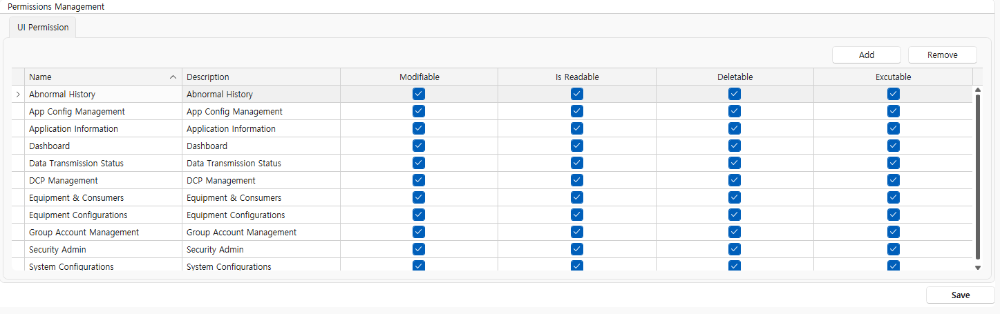 Permissions Management
UI Permission
Add Remove
Name Description Modifiable Is Readable Deletable Excutable
Abnormal History Abnormal History
App Config Management App Config Management
Application Information Application Information
Dashboard Dashboard
Data Transmission Status Data Transmission Status
DCP Management DCP Management
Equipment & Consumers Equipment & Consumers
Equipment Configurations Equipment Configurations
Group Account Management Group Account Management
Security Admin Security Admin
System Configurations System Configurations
Save